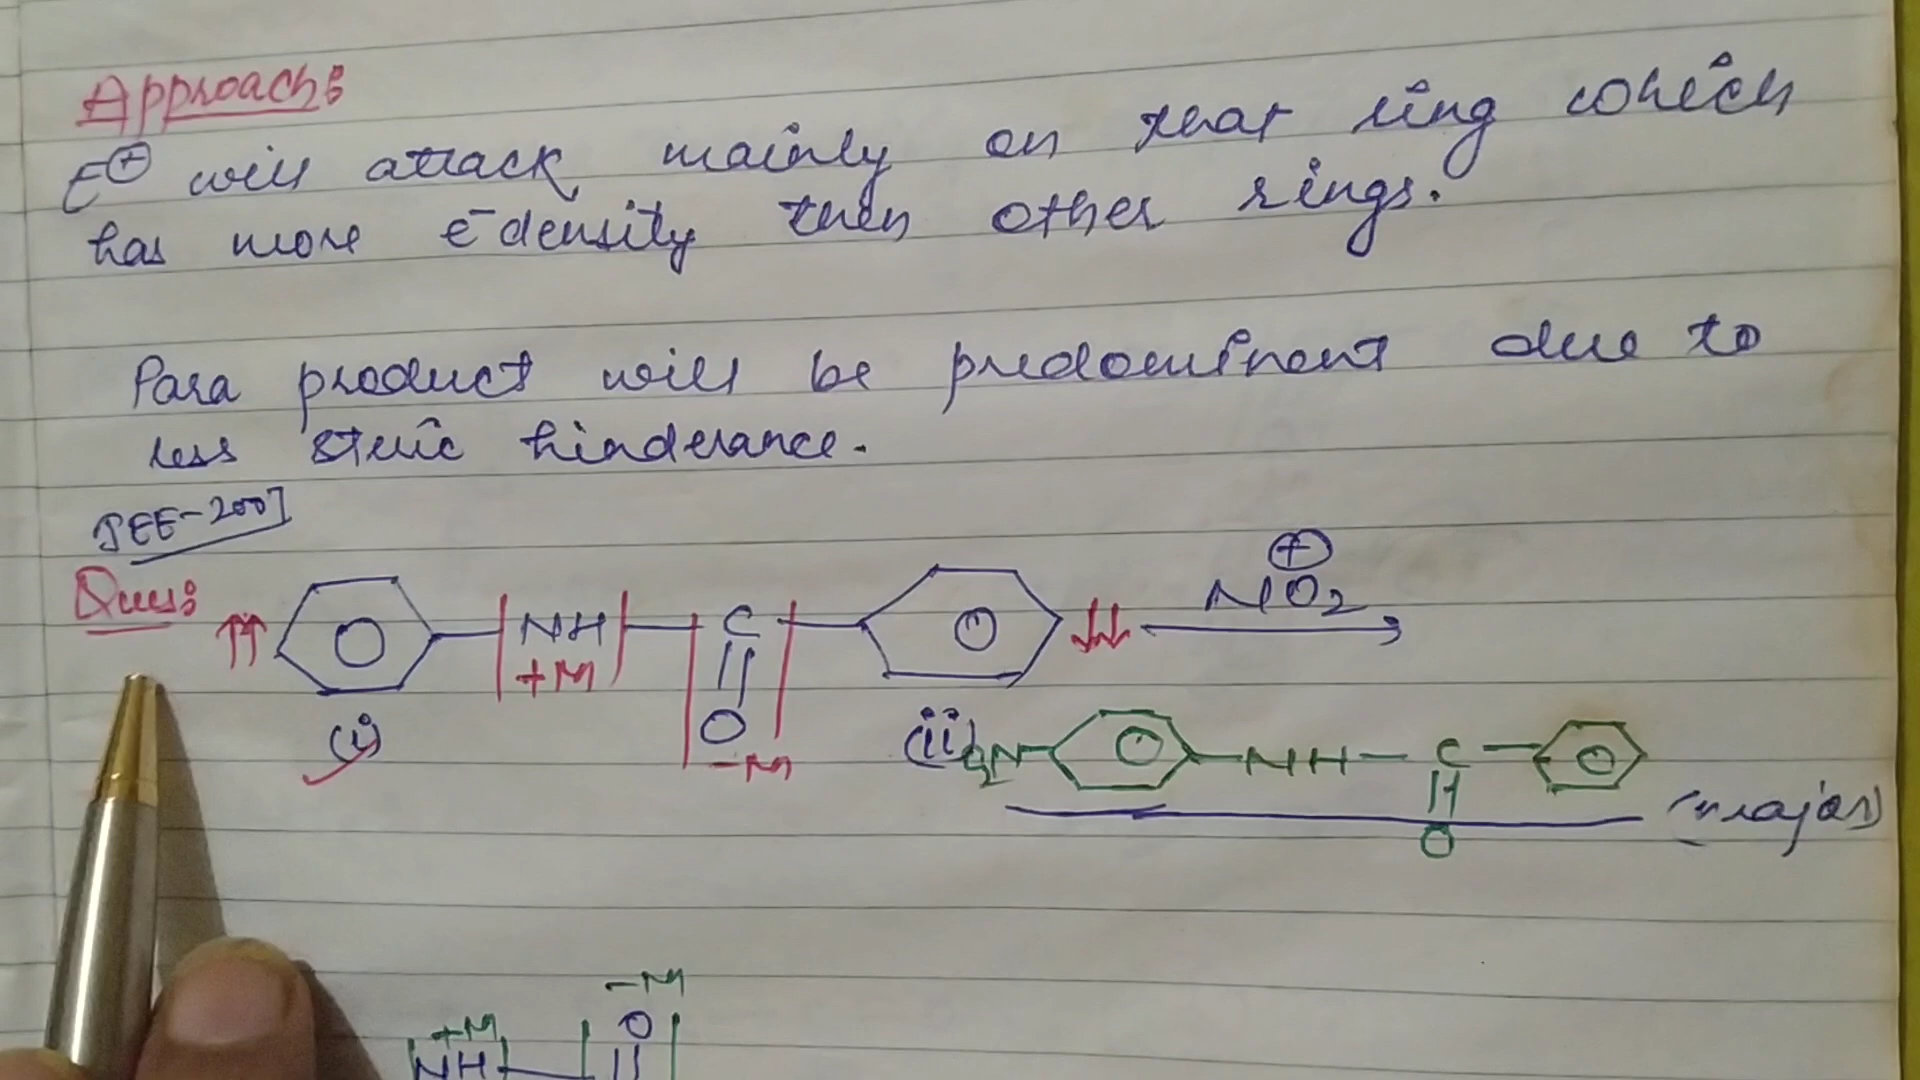 Approach:
E⊕ will attack mainly on that ring which
has more e⁻density then other rings.
Para product will be predominent due to
less steric hinderance.
JEE-2007
Ques:
↑↑ NH C ↓↓ ⊕ NO2 →
+M
O
-M
(i) (ii)
O2N NH C
O (major)
-M
+M O
NH